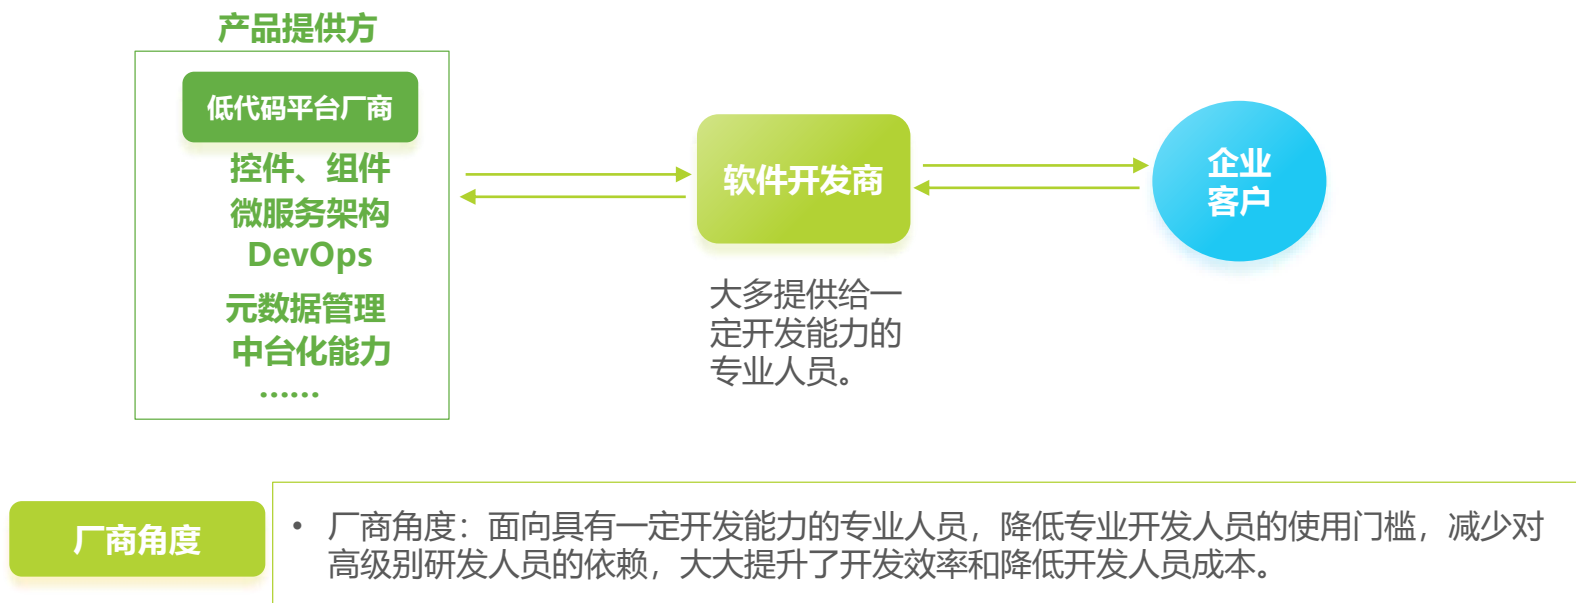 产品提供方
低代码平台厂商
控件、组件
微服务架构
DevOps
元数据管理
中台化能力
……
软件开发商
大多提供给一
定开发能力的
专业人员。
企业
客户
厂商角度
• 厂商角度：面向具有一定开发能力的专业人员，降低专业开发人员的使用门槛，减少对
高级别研发人员的依赖，大大提升了开发效率和降低开发人员成本。